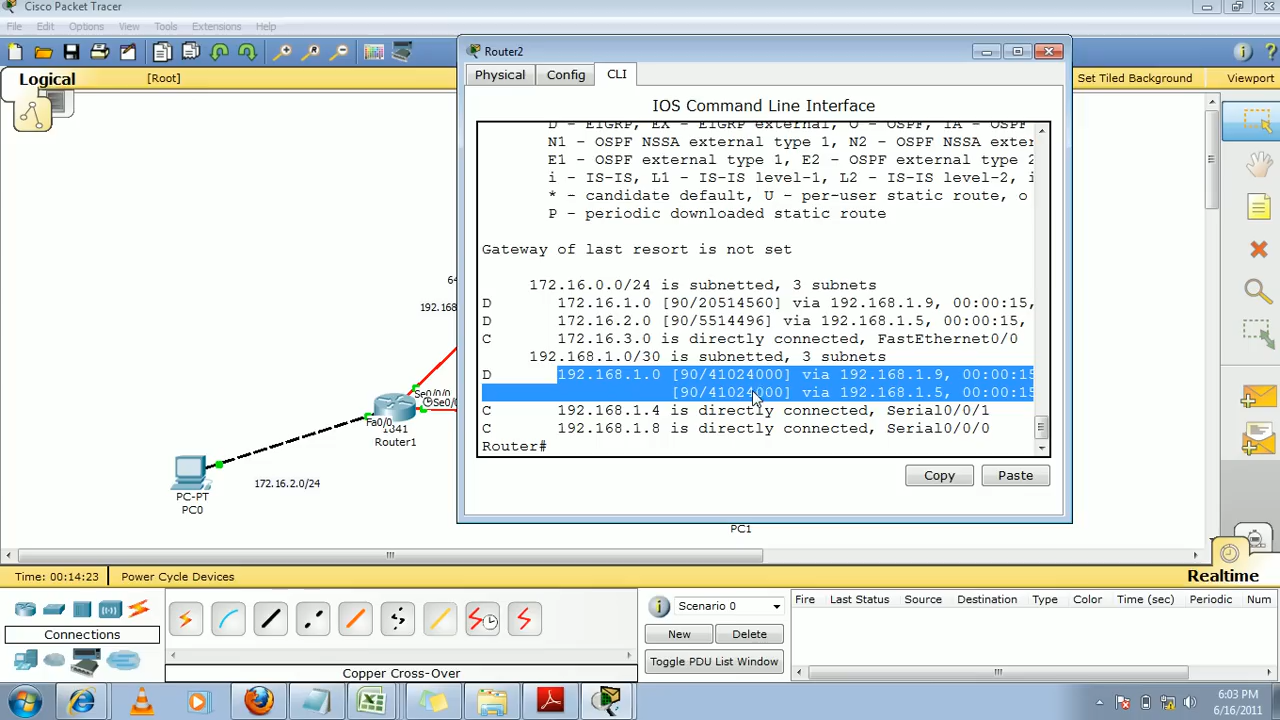 Cisco Packet Tracer
File Edit Options View Tools Extensions Help
Logical [Root] Set Tiled Background Viewport
Router2
Physical Config CLI
IOS Command Line Interface
D - EIGRP, EX - EIGRP external, O - OSPF, IA - OSPF
N1 - OSPF NSSA external type 1, N2 - OSPF NSSA exter
E1 - OSPF external type 1, E2 - OSPF external type 2
i - IS-IS, L1 - IS-IS level-1, L2 - IS-IS level-2, i
* - candidate default, U - per-user static route, o
P - periodic downloaded static route
Gateway of last resort is not set
172.16.0.0/24 is subnetted, 3 subnets
D 172.16.1.0 [90/20514560] via 192.168.1.9, 00:00:15,
D 172.16.2.0 [90/5514496] via 192.168.1.5, 00:00:15,
C 172.16.3.0 is directly connected, FastEthernet0/0
192.168.1.0/30 is subnetted, 3 subnets
D 192.168.1.0 [90/41024000] via 192.168.1.9, 00:00:15
[90/41024000] via 192.168.1.5, 00:00:15
C 192.168.1.4 is directly connected, Serial0/0/1
C 192.168.1.8 is directly connected, Serial0/0/0
Router#
Copy Paste
64
192.168
Se0/0/0
Se0/
Fa0/0
1841
Router1
172.16.2.0/24
PC-PT
PC0
PC1
Time: 00:14:23 Power Cycle Devices
Realtime
Connections
Copper Cross-Over
Scenario 0
New Delete
Toggle PDU List Window
Fire Last Status Source Destination Type Color Time (sec) Periodic Num
6:03 PM
6/16/2011